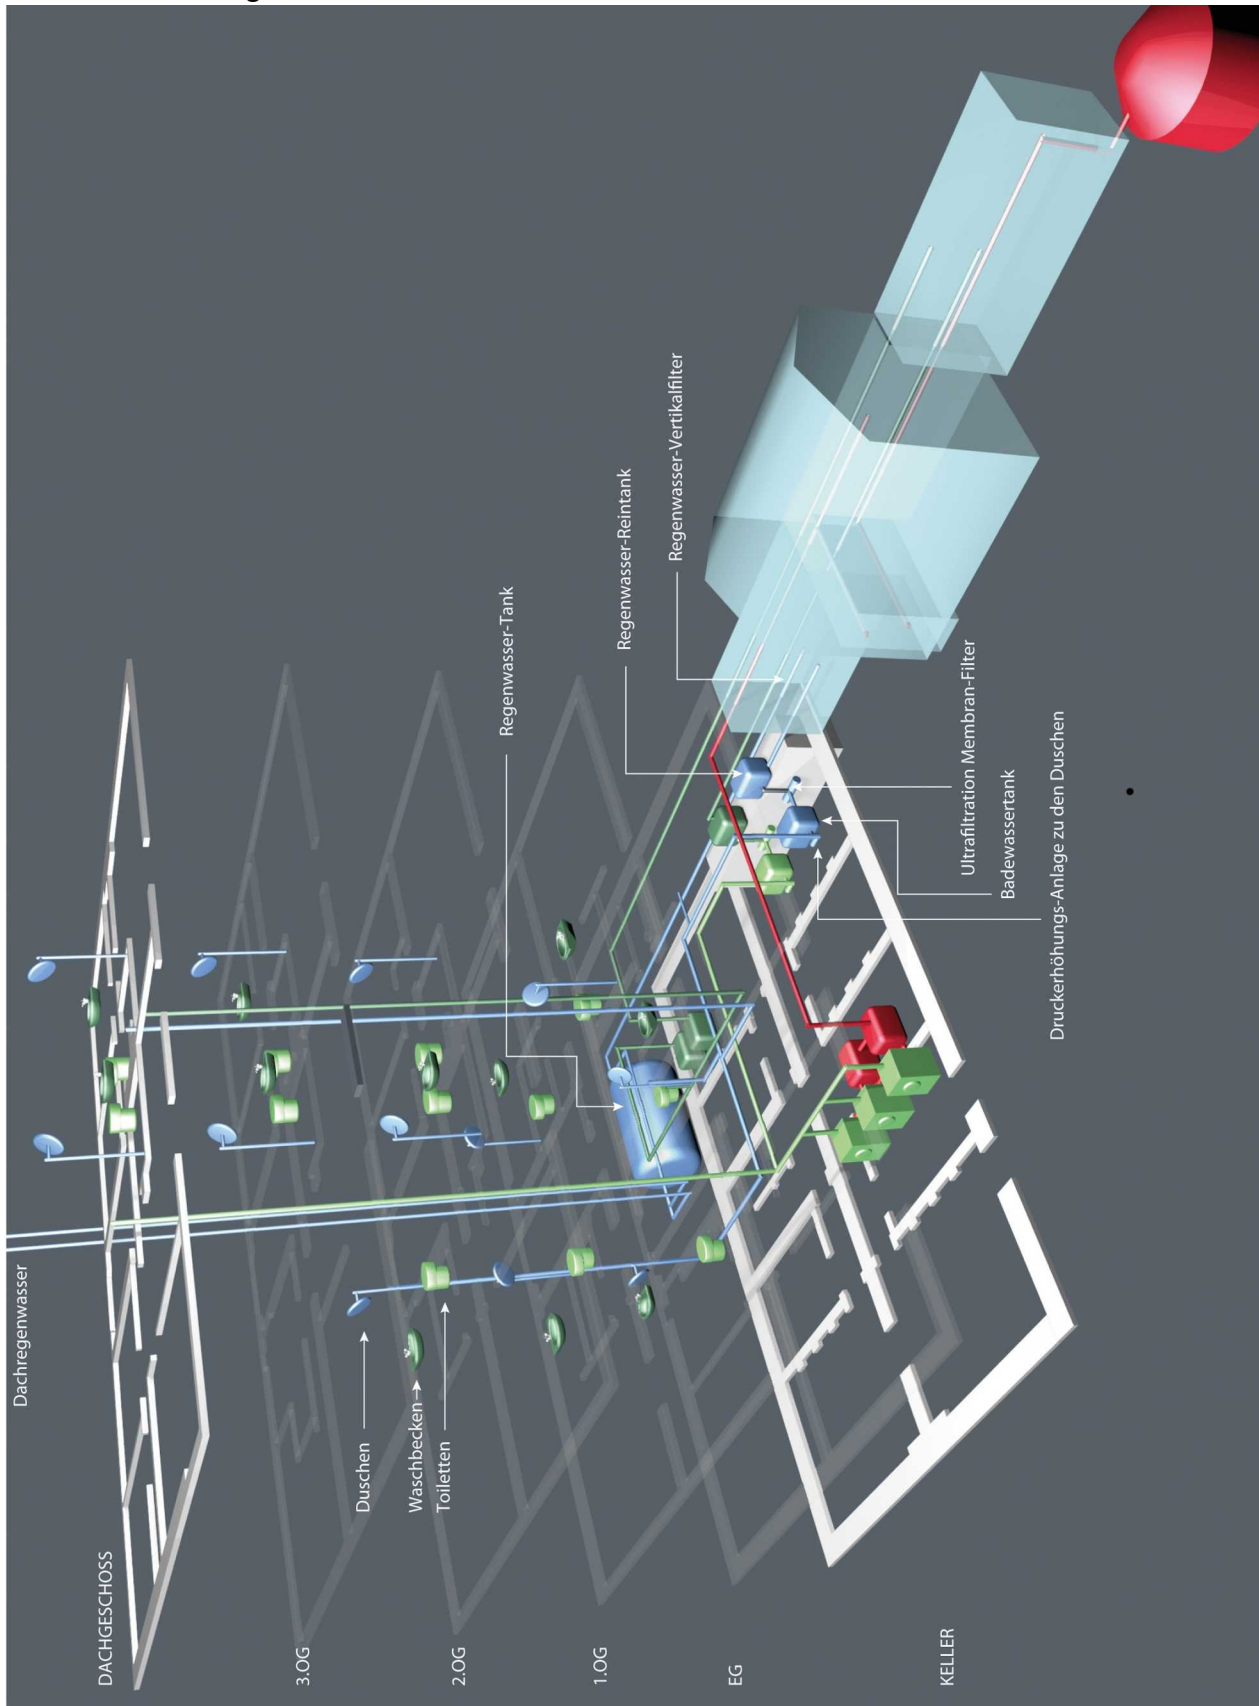 Dachregenwasser
DACHGESCHOSS
3.OG
2.OG
1.OG
EG
KELLER
Duschen
Waschbecken
Toiletten
Regenwasser-Tank
Regenwasser-Reintank
Regenwasser-Vertikalfilter
Ultrafiltration Membran-Filter
Badewassertank
Druckerhöhungs-Anlage zu den Duschen